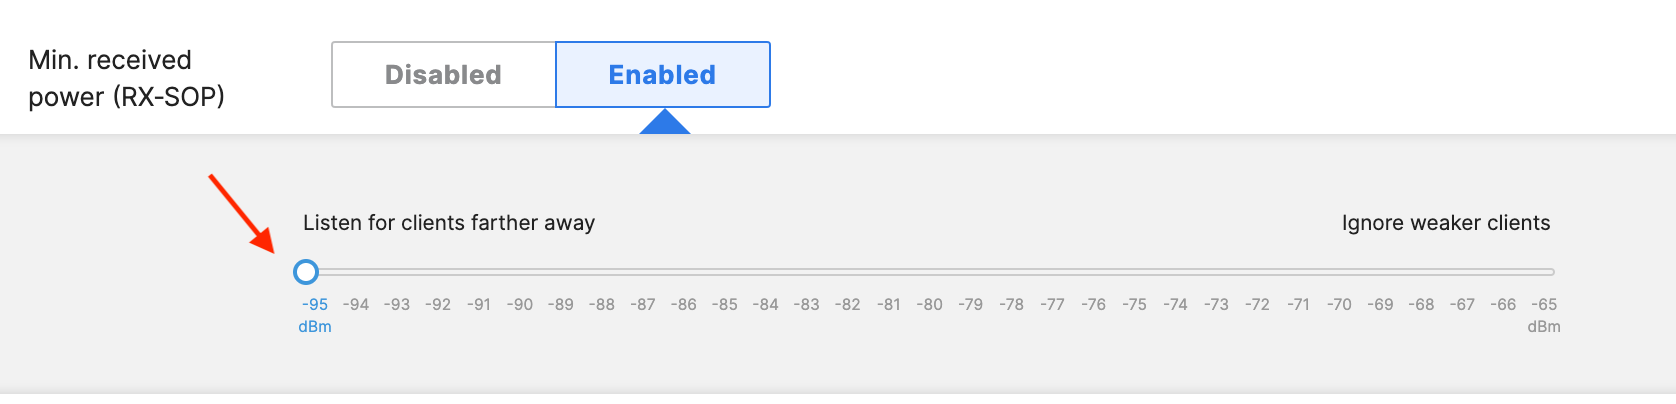 Min. received
power (RX-SOP)
Disabled
Enabled
Listen for clients farther away
Ignore weaker clients
-95 -94 -93 -92 -91 -90 -89 -88 -87 -86 -85 -84 -83 -82 -81 -80 -79 -78 -77 -76 -75 -74 -73 -72 -71 -70 -69 -68 -67 -66 -65
dBm dBm